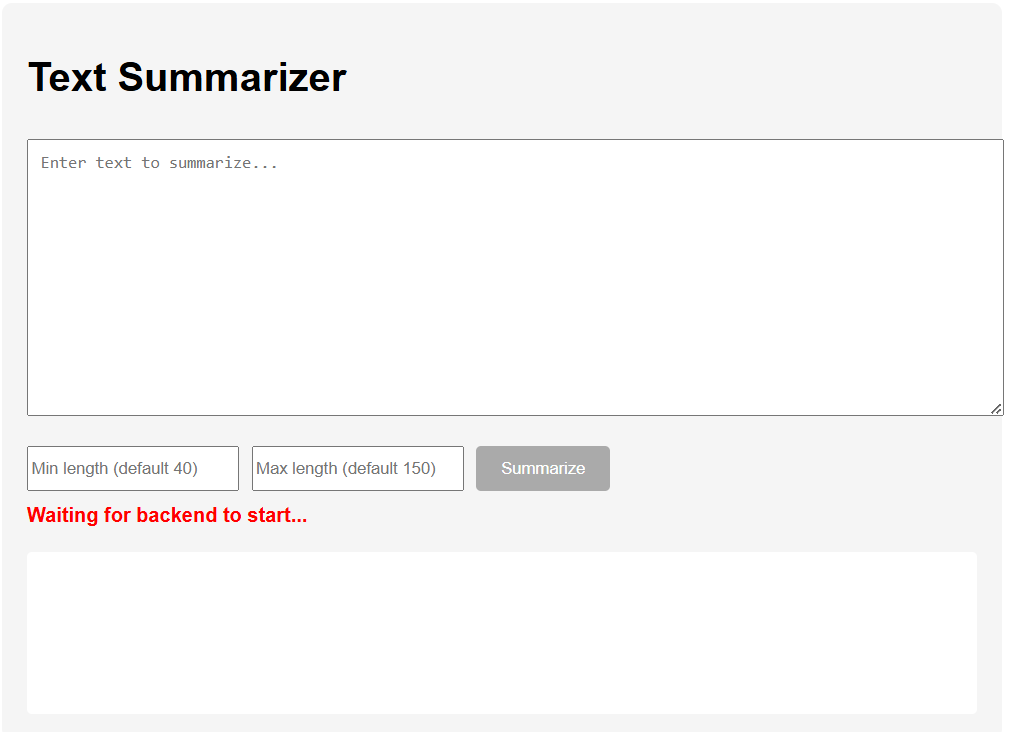 Text Summarizer
Enter text to summarize...
Min length (default 40) Max length (default 150) Summarize
Waiting for backend to start...